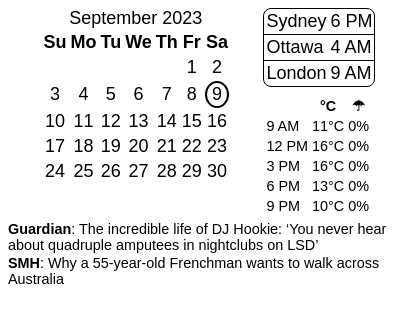 September 2023
Su Mo Tu We Th Fr Sa
1 2
3 4 5 6 7 8 9
10 11 12 13 14 15 16
17 18 19 20 21 22 23
24 25 26 27 28 29 30
Sydney 6 PM
Ottawa 4 AM
London 9 AM
°C ☂
9 AM 11°C 0%
12 PM 16°C 0%
3 PM 16°C 0%
6 PM 13°C 0%
9 PM 10°C 0%
Guardian: The incredible life of DJ Hookie: ‘You never hear
about quadruple amputees in nightclubs on LSD’
SMH: Why a 55-year-old Frenchman wants to walk across
Australia